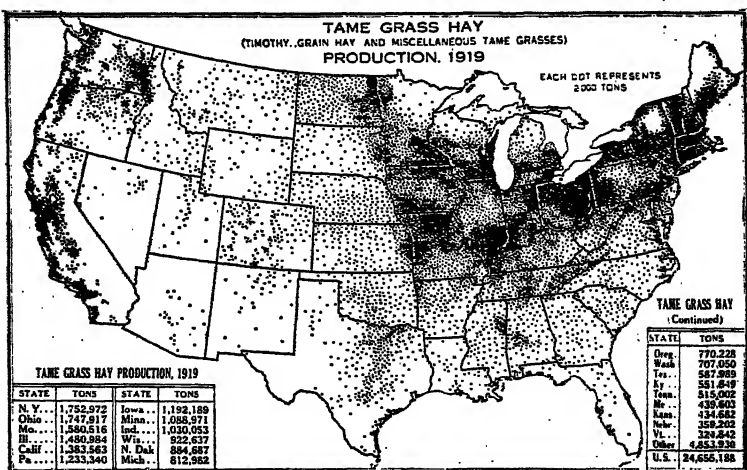 TAME GRASS HAY
(TIMOTHY, GRAIN HAY AND MISCELLANEOUS TAME GRASSES)
PRODUCTION, 1919
EACH DOT REPRESENTS
2000 TONS
TAME GRASS HAY PRODUCTION, 1919
STATE TONS STATE TONS
N. Y... 1,752,972 Iowa.. 1,192,189
Ohio.. 1,747,917 Minn.. 1,088,971
Mo.... 1,580,516 Ind... 1,030,053
Ill.... 1,480,984 Wis... 922,637
Calif.. 1,383,563 N. Dak 884,687
Pa.... 1,233,340 Mich.. 812,982
TAME GRASS HAY
(Continued)
STATE TONS
Oreg. 770,228
Wash 707,050
Tex.. 587,989
Ky.. 551,849
Tenn. 515,002
Me.. 439,603
Kans. 434,682
Nebr. 359,202
Vt... 324,842
Other 4,853,938
U.S.. 24,655,188